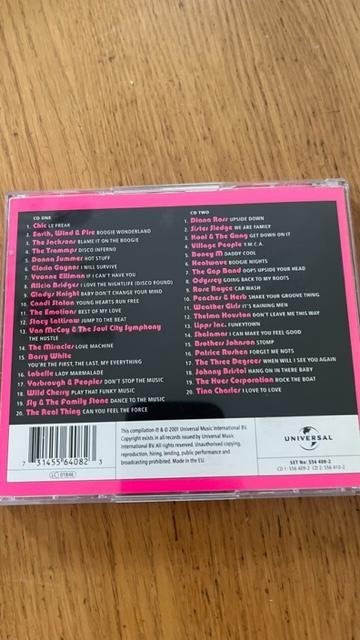 CD ONE
1. Chic LE FREAK
2. Earth, Wind & Fire BOOGIE WONDERLAND
3. The Jacksons BLAME IT ON THE BOOGIE
4. The Trammps DISCO INFERNO
5. Donna Summer HOT STUFF
6. Gloria Gaynor I WILL SURVIVE
7. Yvonne Elliman IF I CAN'T HAVE YOU
8. Alicia Bridges I LOVE THE NIGHTLIFE (DISCO ROUND)
9. Gladys Knight BABY DON'T CHANGE YOUR MIND
10. Candi Staton YOUNG HEARTS RUN FREE
11. The Emotions BEST OF MY LOVE
12. Stacy Lattisaw JUMP TO THE BEAT
13. Van McCoy & The Soul City Symphony
THE HUSTLE
14. The Miracles LOVE MACHINE
15. Barry White
YOU'RE THE FIRST, THE LAST, MY EVERYTHING
16. Labelle LADY MARMALADE
17. Yarbrough & Peoples DON'T STOP THE MUSIC
18. Wild Cherry PLAY THAT FUNKY MUSIC
19. Sly & The Family Stone DANCE TO THE MUSIC
20. The Real Thing CAN YOU FEEL THE FORCE
CD TWO
1. Diana Ross UPSIDE DOWN
2. Sister Sledge WE ARE FAMILY
3. Kool & The Gang GET DOWN ON IT
4. Village People Y.M.C.A.
5. Boney M DADDY COOL
6. Heatwave BOOGIE NIGHTS
7. The Gap Band OOPS UPSIDE YOUR HEAD
8. Odyssey GOING BACK TO MY ROOTS
9. Rose Royce CAR WASH
10. Peaches & Herb SHAKE YOUR GROOVE THING
11. Weather Girls IT'S RAINING MEN
12. Thelma Houston DON'T LEAVE ME THIS WAY
13. Lipps Inc. FUNKYTOWN
14. Shalamar I CAN MAKE YOU FEEL GOOD
15. Brothers Johnson STOMP
16. Patrice Rushen FORGET ME NOTS
17. The Three Degrees WHEN WILL I SEE YOU AGAIN
18. Johnny Bristol HANG ON IN THERE BABY
19. The Hues Corporation ROCK THE BOAT
20. Tina Charles I LOVE TO LOVE
7 31455 64082 3
LC 01846
This compilation ℗ & © 2001 Universal Music International BV.
Copyright exists in all records issued by Universal Music
International BV. All rights reserved. Unauthorised copying,
reproduction, hiring, lending, public performance and
broadcasting prohibited. Made in the EU.
UNIVERSAL
SET No: 556 408-2
CD 1: 556 409-2 CD 2: 556 410-2